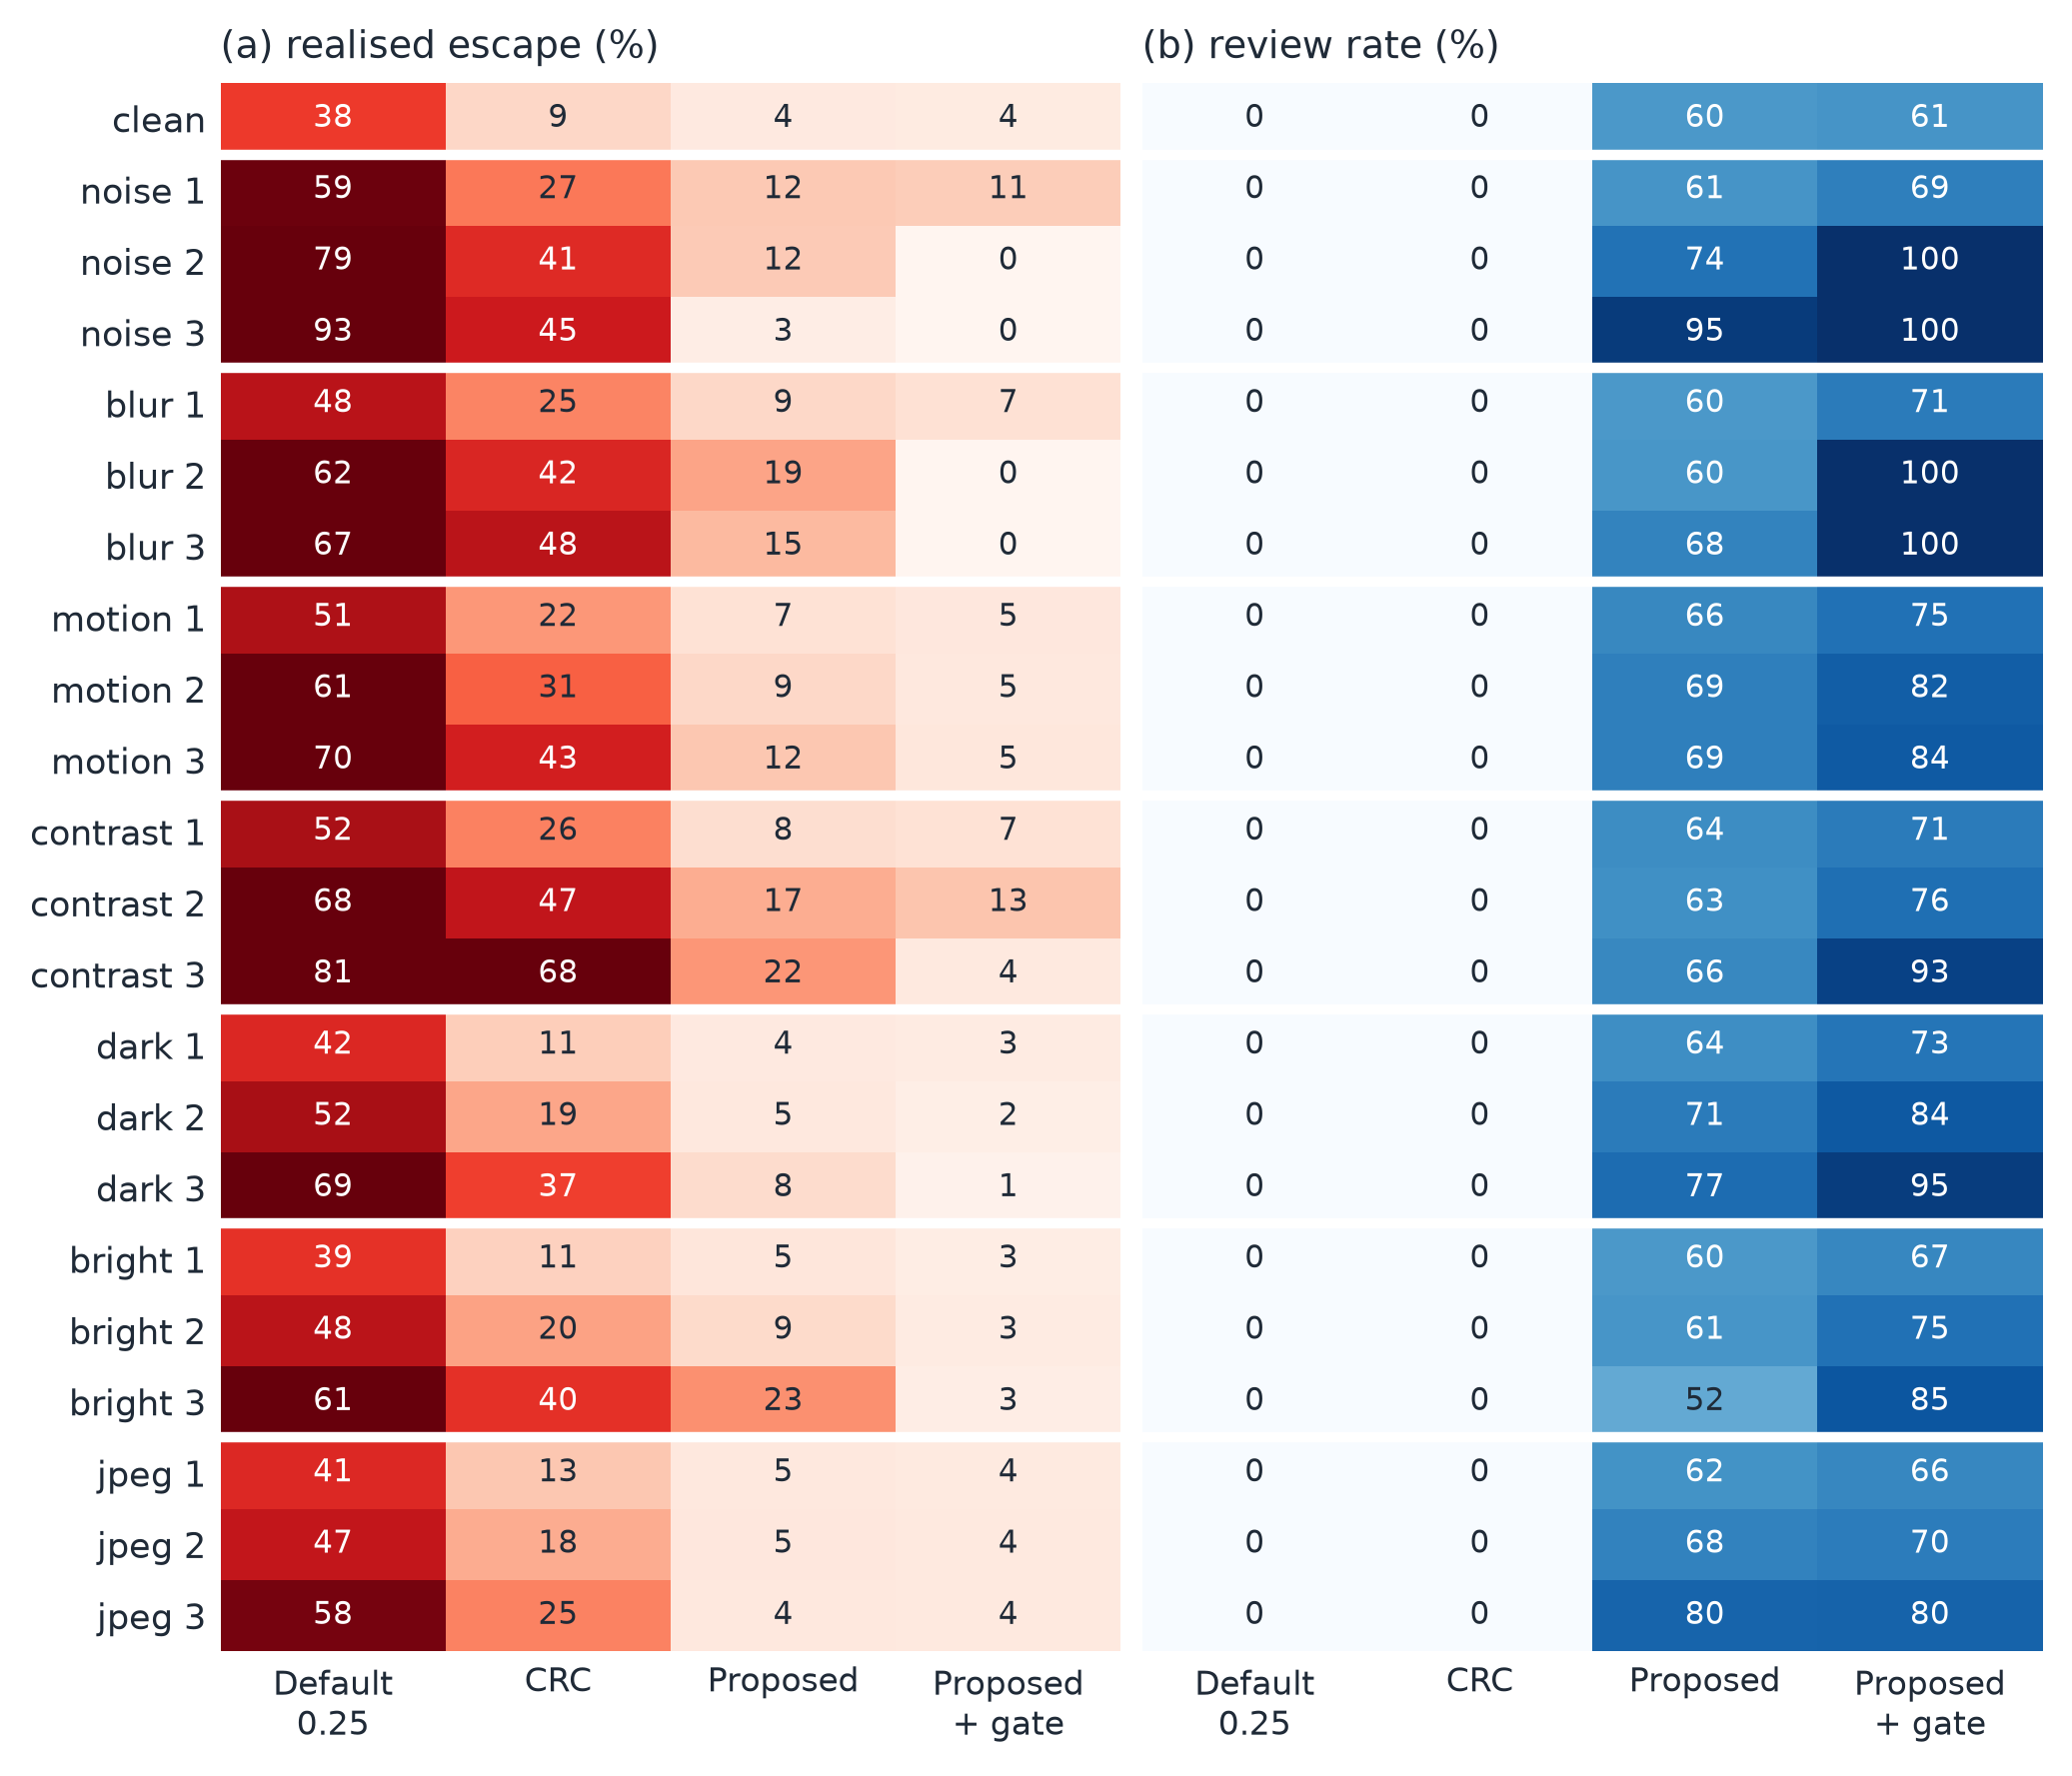 (a) realised escape (%) (b) review rate (%)
clean 38 9 4 4 0 0 60 61
noise 1 59 27 12 11 0 0 61 69
noise 2 79 41 12 0 0 0 74 100
noise 3 93 45 3 0 0 0 95 100
blur 1 48 25 9 7 0 0 60 71
blur 2 62 42 19 0 0 0 60 100
blur 3 67 48 15 0 0 0 68 100
motion 1 51 22 7 5 0 0 66 75
motion 2 61 31 9 5 0 0 69 82
motion 3 70 43 12 5 0 0 69 84
contrast 1 52 26 8 7 0 0 64 71
contrast 2 68 47 17 13 0 0 63 76
contrast 3 81 68 22 4 0 0 66 93
dark 1 42 11 4 3 0 0 64 73
dark 2 52 19 5 2 0 0 71 84
dark 3 69 37 8 1 0 0 77 95
bright 1 39 11 5 3 0 0 60 67
bright 2 48 20 9 3 0 0 61 75
bright 3 61 40 23 3 0 0 52 85
jpeg 1 41 13 5 4 0 0 62 66
jpeg 2 47 18 5 4 0 0 68 70
jpeg 3 58 25 4 4 0 0 80 80
Default CRC Proposed Proposed Default CRC Proposed Proposed
0.25 + gate 0.25 + gate